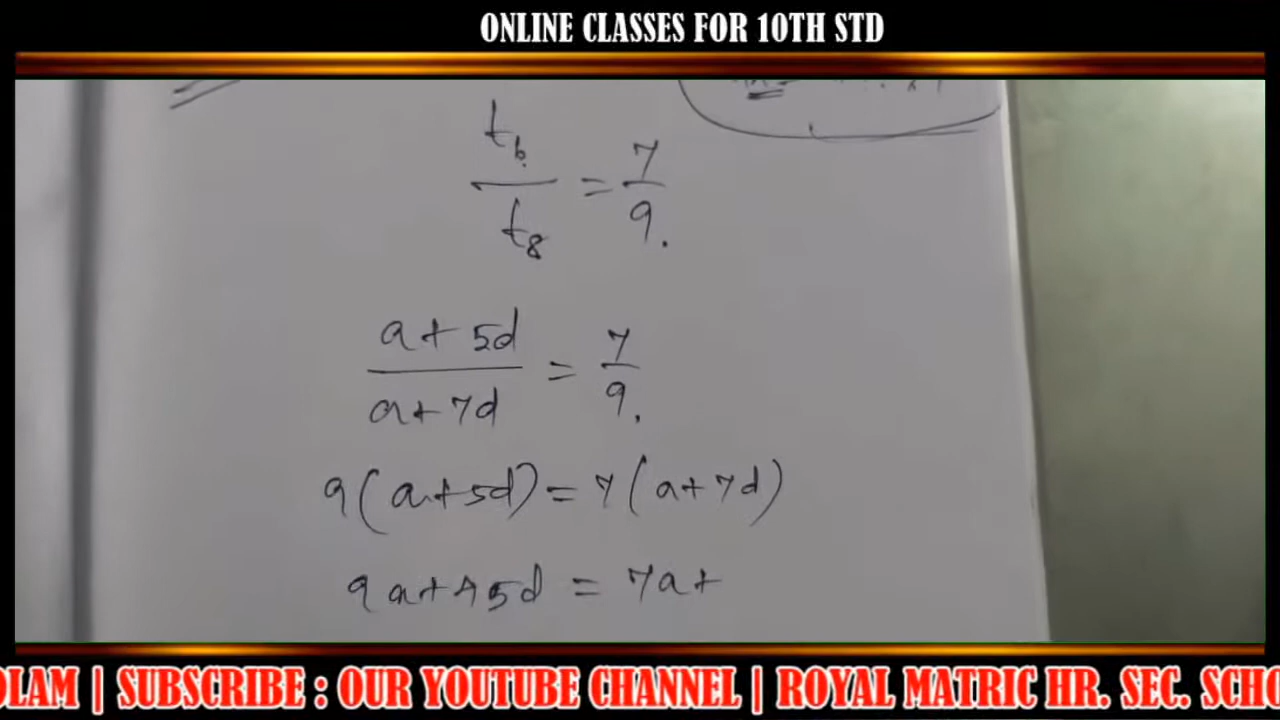 ONLINE CLASSES FOR 10TH STD
t₆/t₈ = 7/9.
a + 5d / a + 7d = 7/9.
9(a+5d) = 7(a+7d)
9a+45d = 7a+
OLAM | SUBSCRIBE : OUR YOUTUBE CHANNEL | ROYAL MATRIC HR. SEC. SCHO